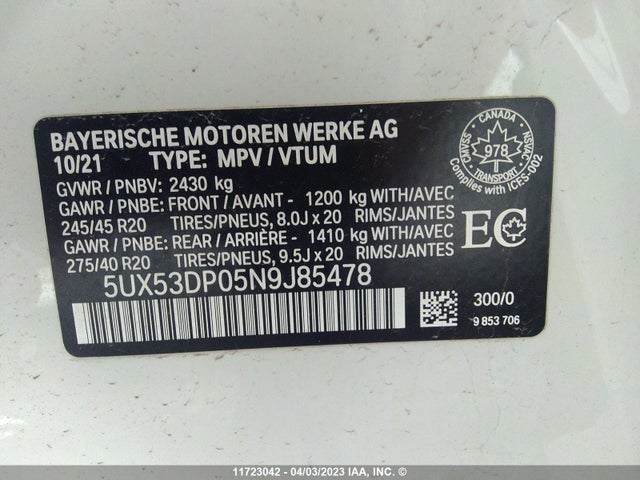 BAYERISCHE MOTOREN WERKE AG
10/21 TYPE: MPV / VTUM
GVWR / PNBV: 2430 kg
GAWR / PNBE: FRONT / AVANT - 1200 kg WITH/AVEC
245/45 R20 TIRES/PNEUS, 8.0J x 20 RIMS/JANTES
GAWR / PNBE: REAR / ARRIÈRE - 1410 kg WITH/AVEC
275/40 R20 TIRES/PNEUS, 9.5J x 20 RIMS/JANTES
5UX53DP05N9J85478
CANADA
CMVSS 978 NSVAC
TRANSPORT
Complies with ICES-002
EC
300/0
9 853 706
11723042 - 04/03/2023 IAA, INC. ©